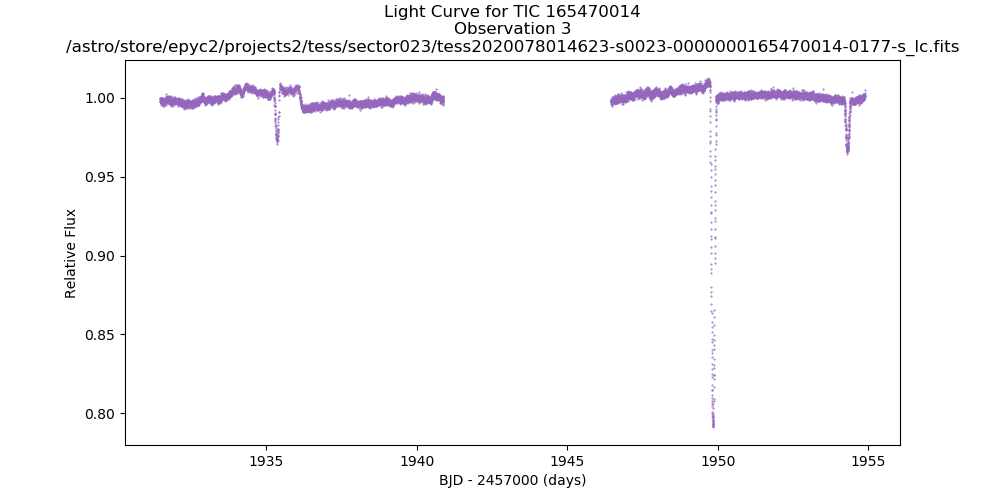 Light Curve for TIC 165470014
Observation 3
/astro/store/epyc2/projects2/tess/sector023/tess2020078014623-s0023-0000000165470014-0177-s_lc.fits
1.00
0.95
0.90
0.85
0.80
Relative Flux
1935
1940
1945
1950
1955
BJD - 2457000 (days)